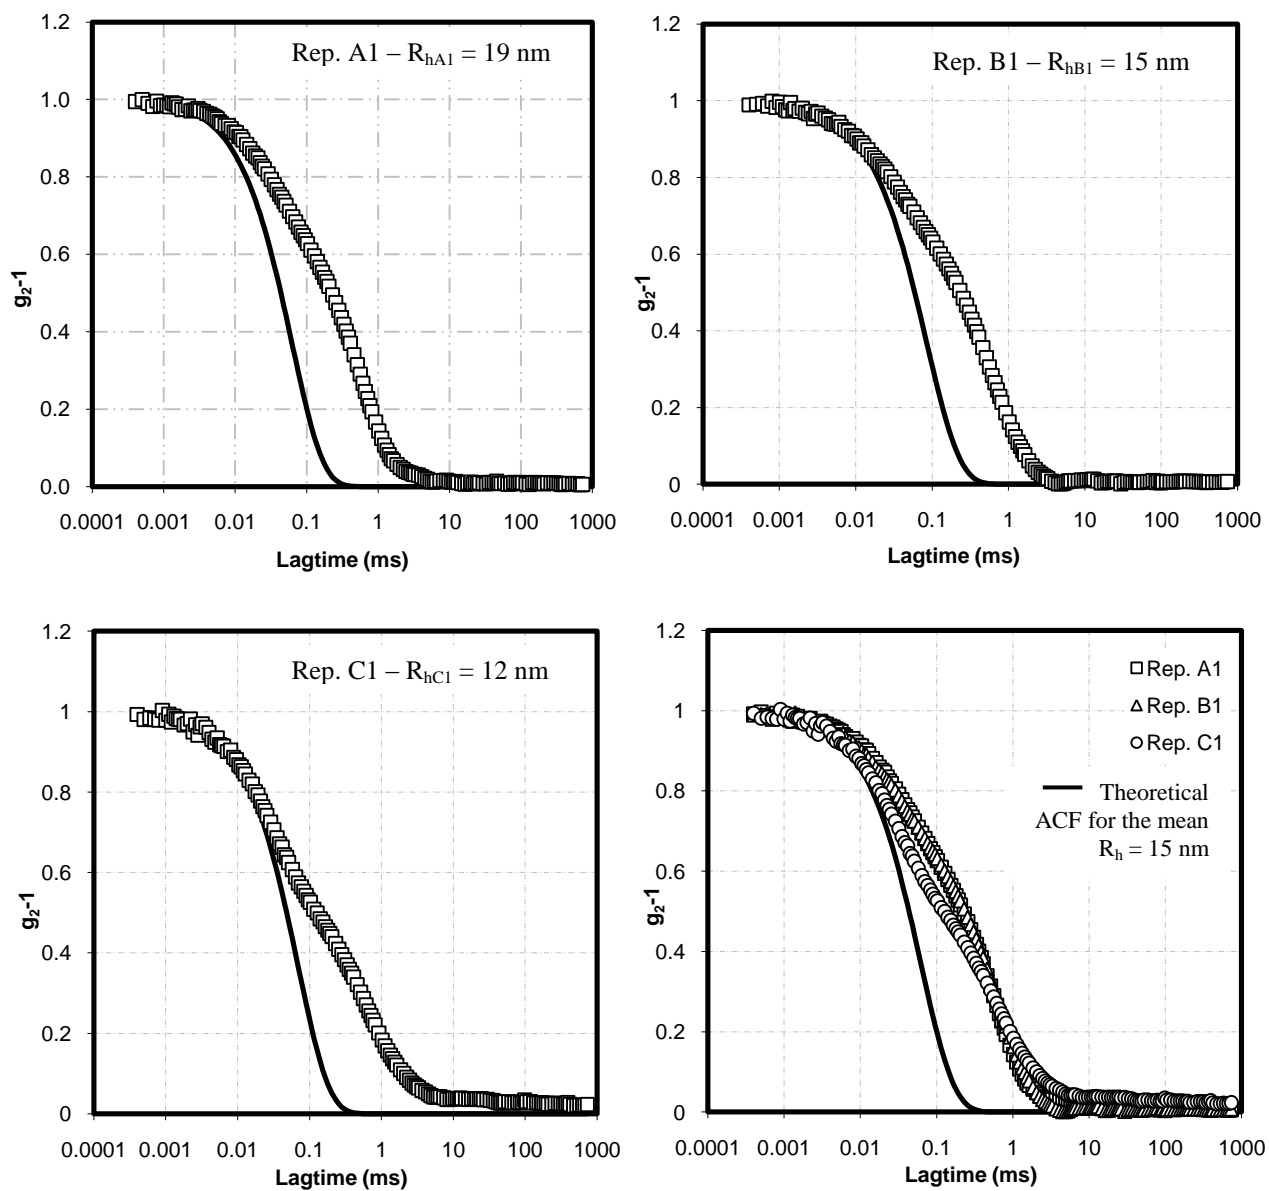 Rep. A1 – RhA1 = 19 nm
1.2
1.0
0.8
0.6
0.4
0.2
0.0
g2-1
0.0001 0.001 0.01 0.1 1 10 100 1000
Lagtime (ms)
Rep. B1 – RhB1 = 15 nm
1.2
1
0.8
0.6
0.4
0.2
0
g2-1
0.0001 0.001 0.01 0.1 1 10 100 1000
Lagtime (ms)
Rep. C1 – RhC1 = 12 nm
1.2
1
0.8
0.6
0.4
0.2
0
g2-1
0.0001 0.001 0.01 0.1 1 10 100 1000
Lagtime (ms)
1.2
1
0.8
0.6
0.4
0.2
0
g2-1
Rep. A1
Rep. B1
Rep. C1
Theoretical
ACF for the mean
Rh = 15 nm
0.0001 0.001 0.01 0.1 1 10 100 1000
Lagtime (ms)